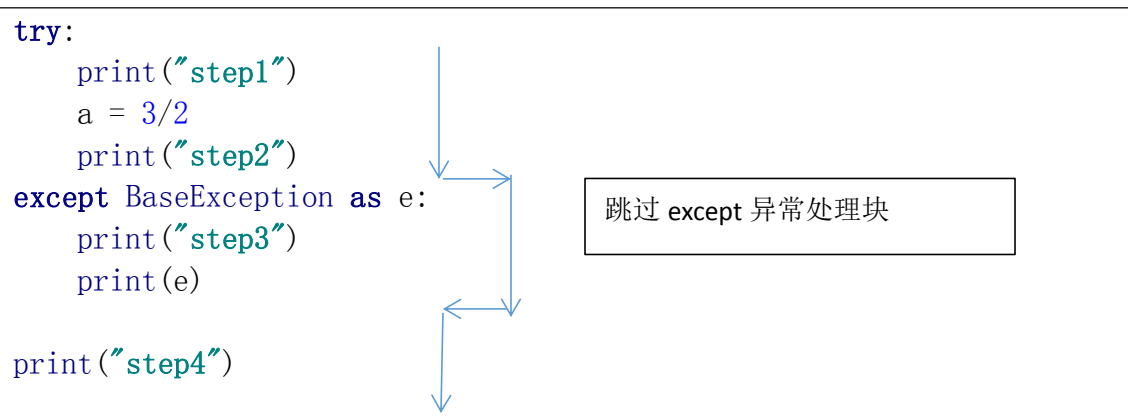 try:
    print("step1")
    a = 3/2
    print("step2")
except BaseException as e:
    print("step3")
    print(e)
print("step4")
跳过 except 异常处理块